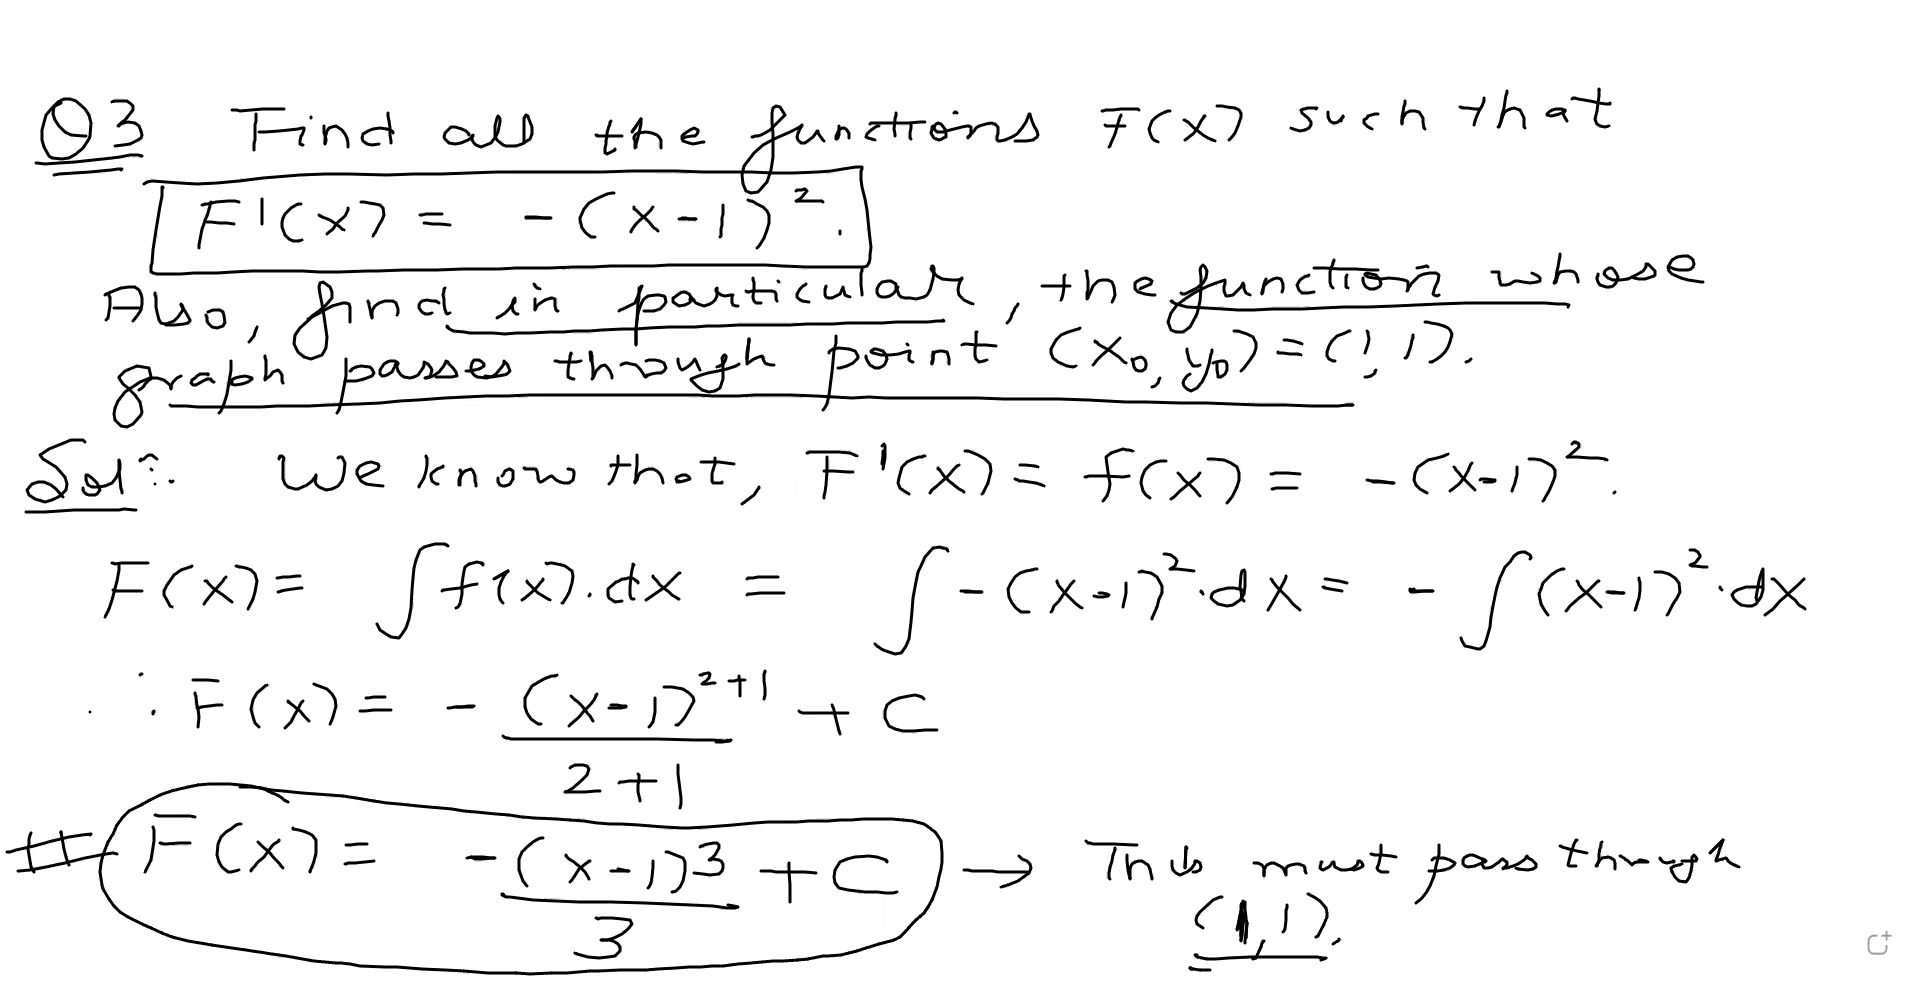 Q3 Find all the functions F(x) such that
F'(x) = -(x-1)².
Also, find in particular, the function whose
graph passes through point (x₀, y₀) = (1, 1).
Solⁿ:. We know that, F'(x) = f(x) = -(x-1)².
F(x) = ∫f(x).dx = ∫-(x-1)².dx = -∫(x-1)².dx
∴ F(x) = -(x-1)²⁺¹/2+1 + C
# F(x) = -(x-1)³/3 + C → This must pass through
(1,1).